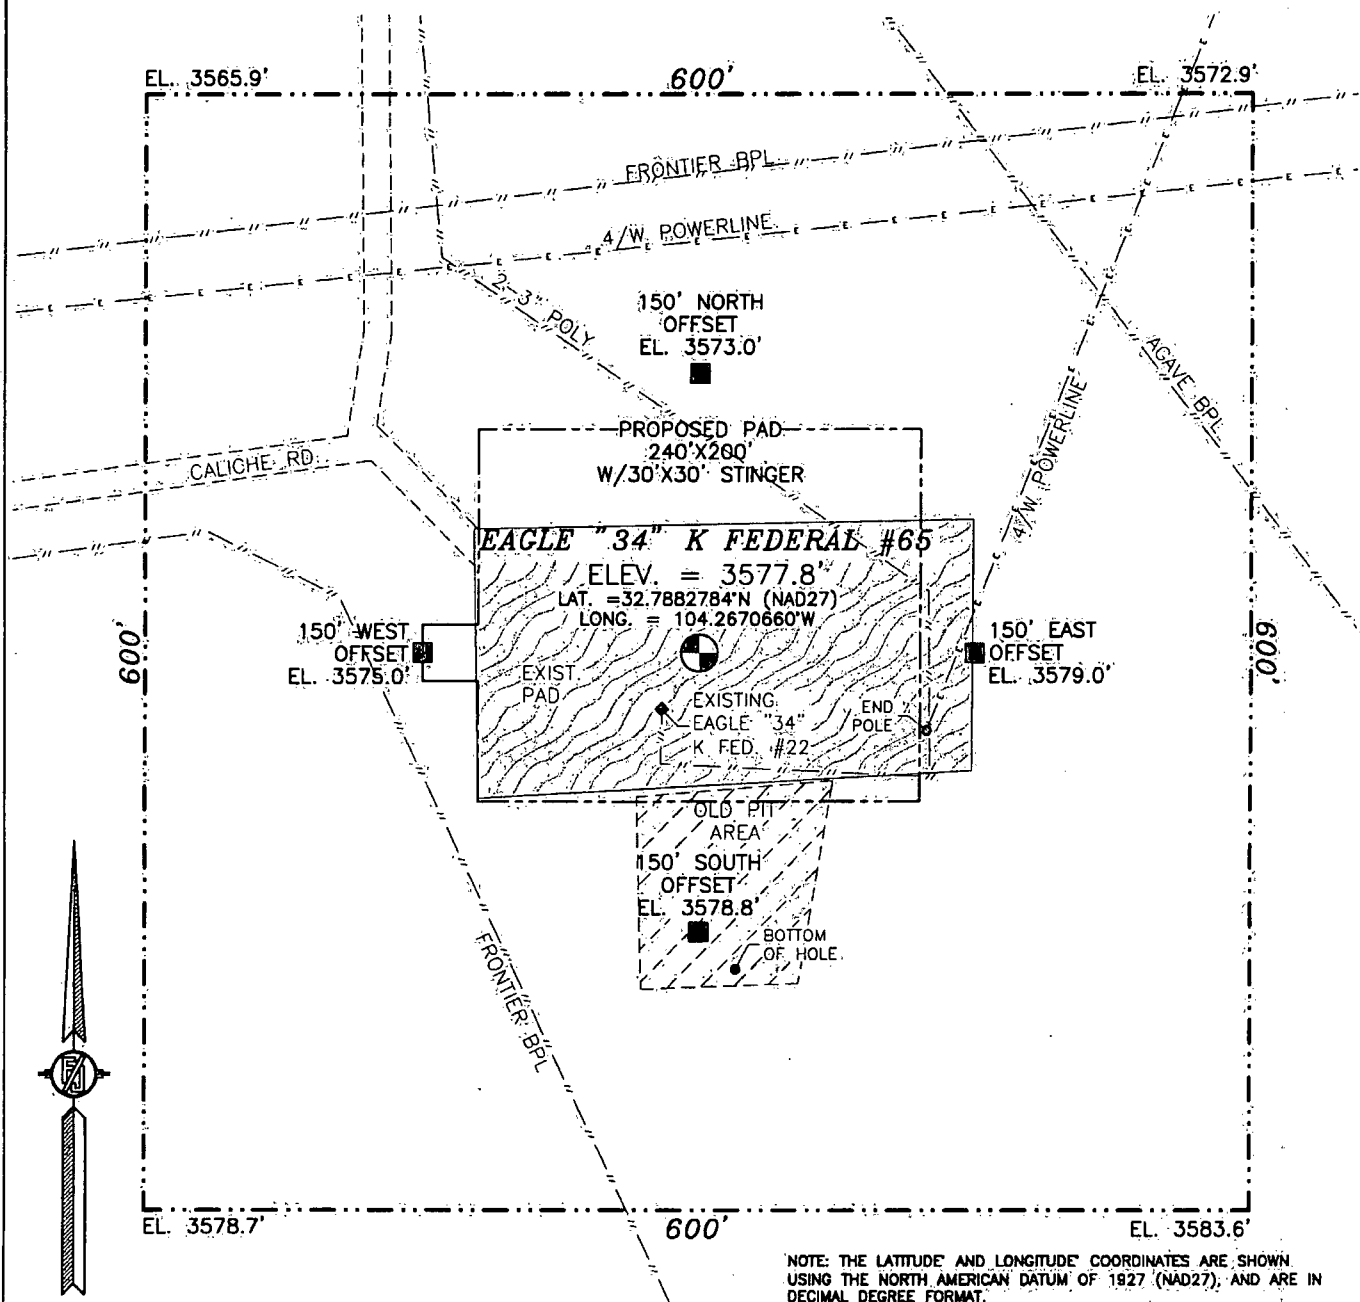 EL. 3565.9'
600'
EL. 3572.9'
FRONTIER BPL
4/W POWERLINE
2-3" POLY
150' NORTH
OFFSET
EL. 3573.0'
AGAVE BPL
4/W POWERLINE
PROPOSED PAD
240'X200'
W/30'X30' STINGER
CALICHE RD.
EAGLE "34" K FEDERAL #65
ELEV. = 3577.8'
LAT. =32.7882784°N (NAD27)
LONG. = 104.2670660°W
600'
150' WEST
OFFSET
EL. 3575.0'
150' EAST
OFFSET
EL. 3579.0'
600'
EXIST.
PAD
EXISTING
EAGLE "34"
K FED. #22
END
POLE
OLD PIT
AREA
150' SOUTH
OFFSET
EL. 3578.8'
BOTTOM
OF HOLE
FRONTIER BPL
EL. 3578.7'
600'
EL. 3583.6'
NOTE: THE LATITUDE AND LONGITUDE COORDINATES ARE SHOWN
USING THE NORTH AMERICAN DATUM OF 1927 (NAD27), AND ARE IN
DECIMAL DEGREE FORMAT.